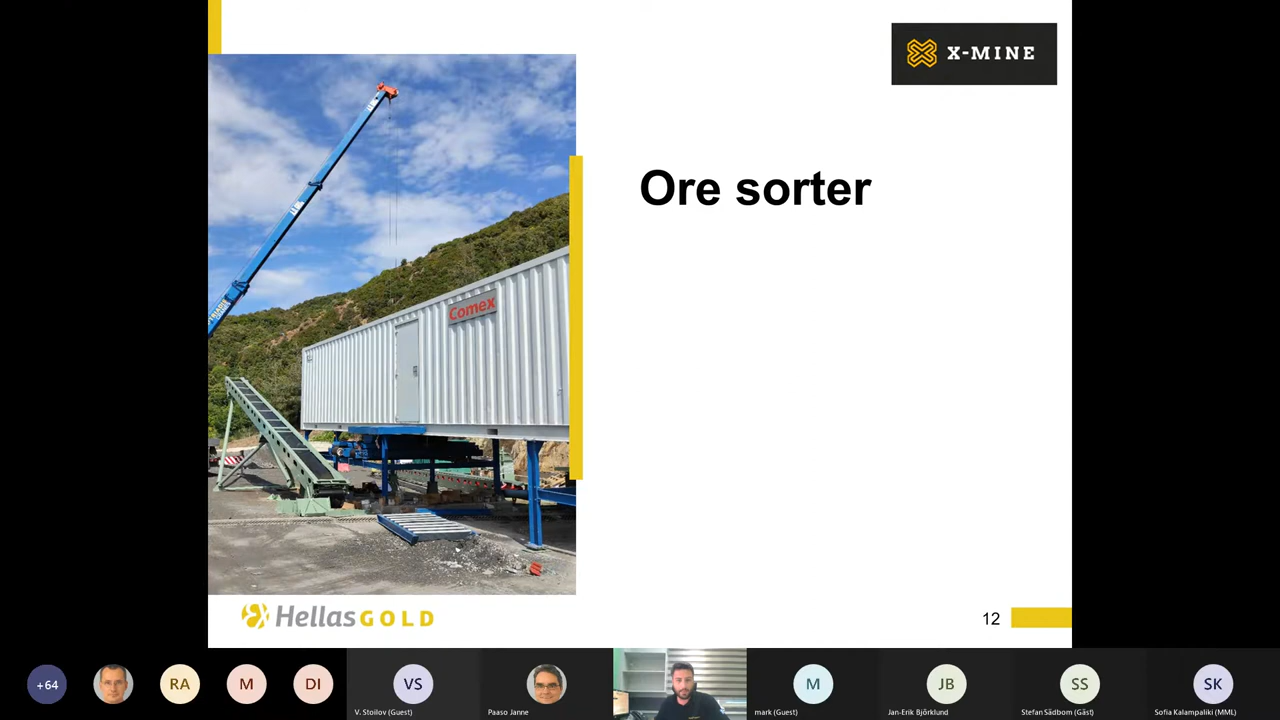 X-MINE
Ore sorter
Comex
HellasGOLD
12
+64
RA
M
DI
VS
V. Stoilov (Guest)
Paaso Janne
M
mark (Guest)
JB
Jan-Erik Björklund
SS
Stefan Sädbom (Gäst)
SK
Sofia Kalampaliki (MML)